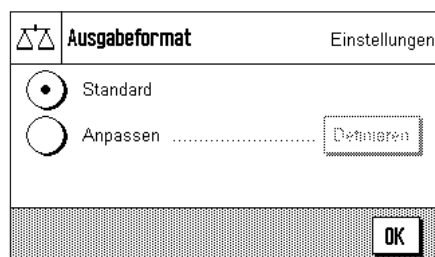 Ausgabeformat Einstellungen
Standard
Anpassen ........................ Definieren
OK